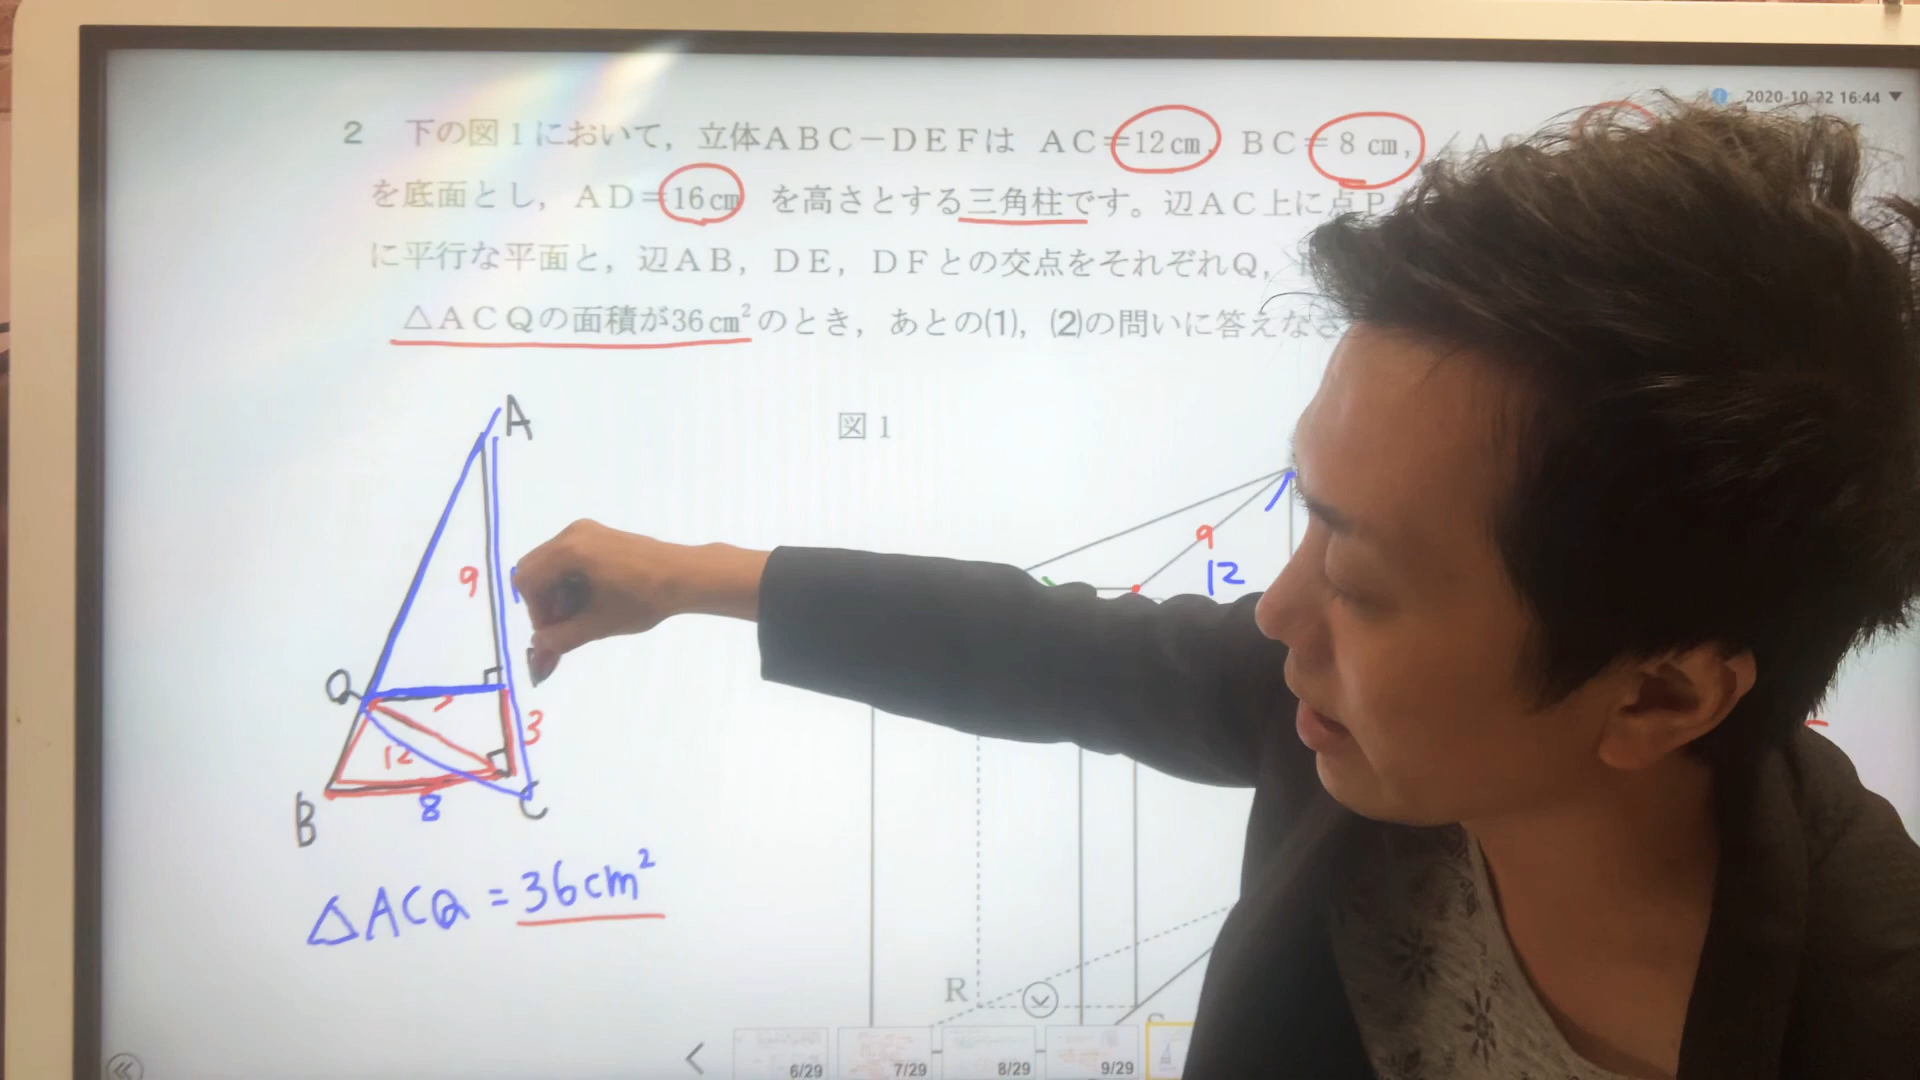 2020-10-22 16:44
2 下の図1において，立体ABC－DEFは AC＝12cm，BC＝8cm，∠AC
を底面とし，AD＝16cm を高さとする三角柱です。辺AC上に点P
に平行な平面と，辺AB，DE，DFとの交点をそれぞれQ，
△ACQの面積が36cm²のとき，あとの(1)，(2)の問いに答えなさ
図1
A
9
12
9
Q
3
12
B
8
C
△ACQ = 36cm²
R
6/29
7/29
8/29
9/29